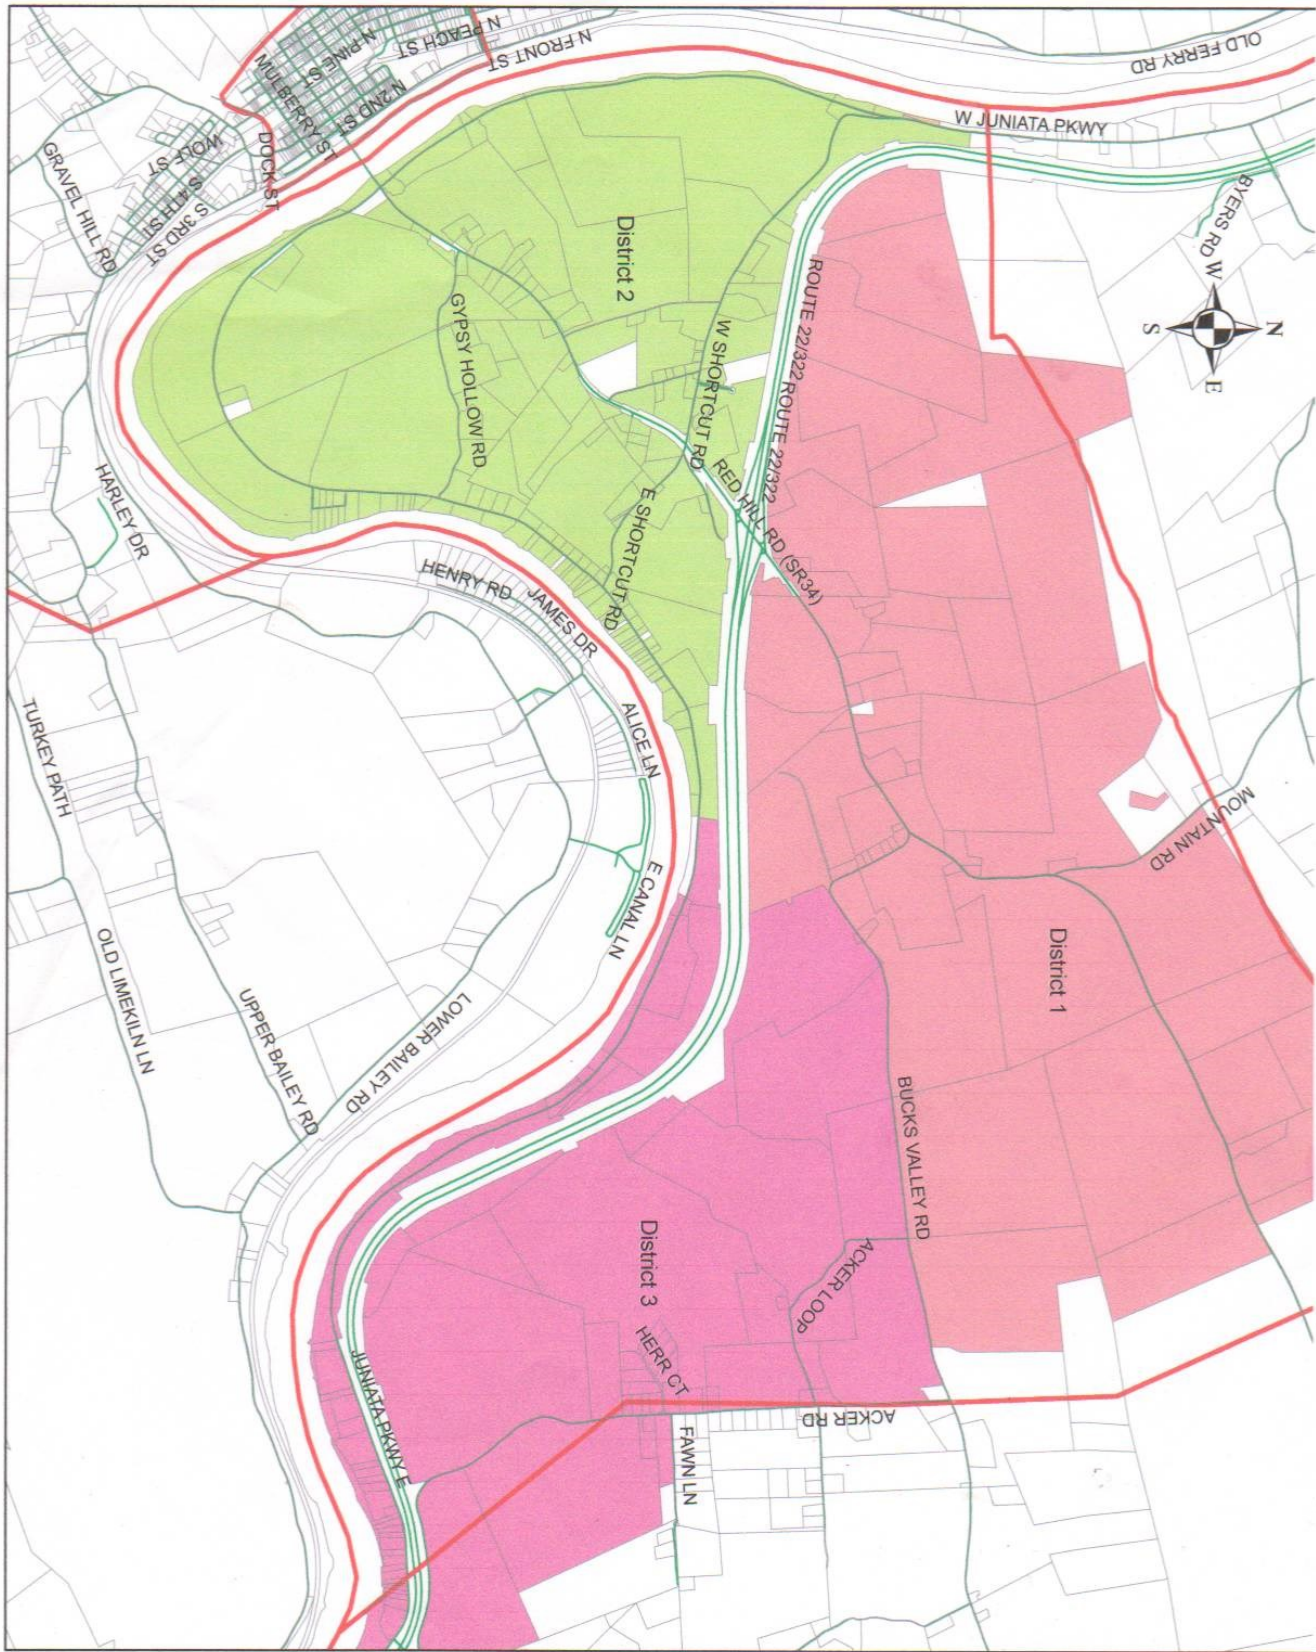 OLD FERRY RD
N FRONT ST
N PEACH ST
N PINE ST
MULBERRY ST
N 2ND ST
DOCK ST
WOLF ST
S 4TH ST
S 3RD ST
GRAVEL HILL RD
W JUNIATA PKWY
BYERS RD
N
W
E
S
District 2
ROUTE 22/322
ROUTE 22/322
W SHORTCUT RD
GYPSY HOLLOW RD
RED HILL RD (SR34)
E SHORTCUT RD
HARLEY DR
HENRY RD
JAMES DR
ALICE LN
E CANAL LN
TURKEY PATH
OLD LIMEKILN LN
UPPER BAILEY RD
LOWER BAILEY RD
MOUNTAIN RD
District 1
BUCKS VALLEY RD
ACKER LOOP
District 3
HERR CT
ACKER RD
FAWN LN
JUNIATA PKWY E